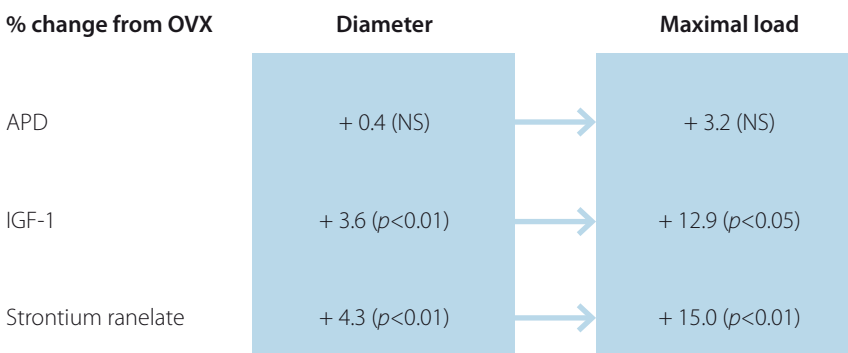 % change from OVX Diameter Maximal load
APD + 0.4 (NS) + 3.2 (NS)
IGF-1 + 3.6 (p<0.01) + 12.9 (p<0.05)
Strontium ranelate + 4.3 (p<0.01) + 15.0 (p<0.01)